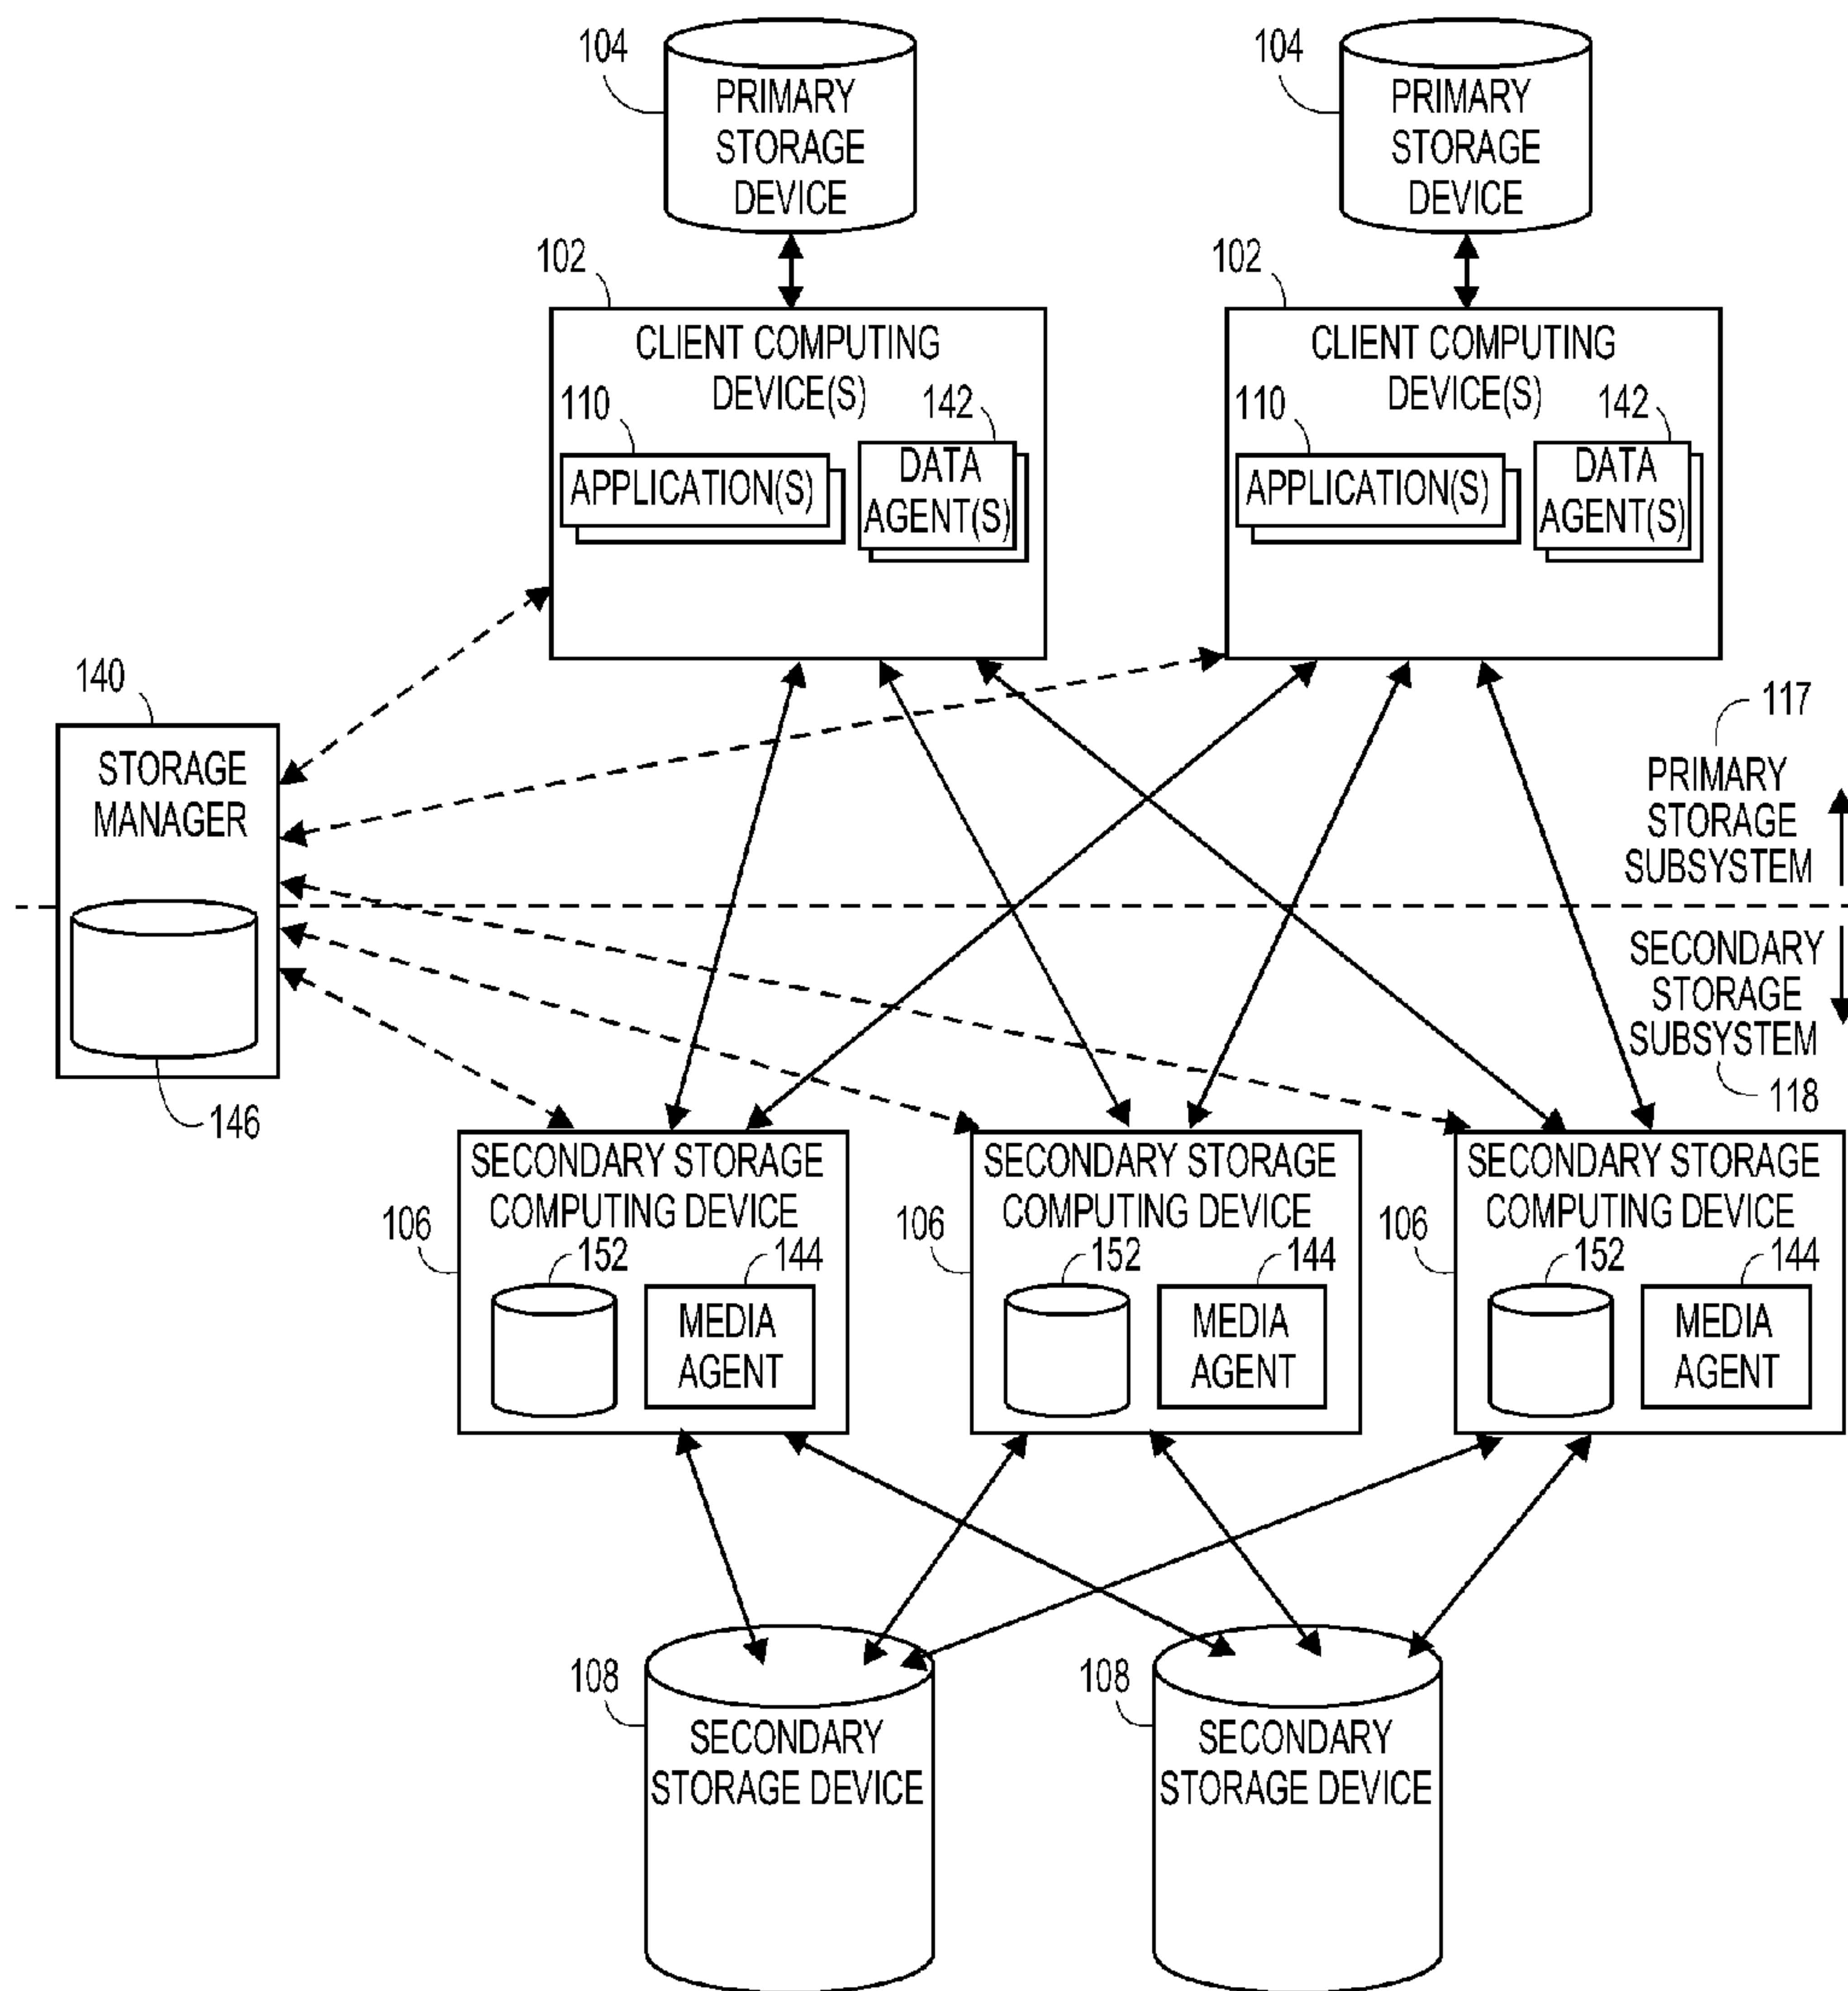 104
PRIMARY
STORAGE
DEVICE
104
PRIMARY
STORAGE
DEVICE
102
CLIENT COMPUTING
DEVICE(S)
110
142
APPLICATION(S)
DATA
AGENT(S)
102
CLIENT COMPUTING
DEVICE(S)
110
142
APPLICATION(S)
DATA
AGENT(S)
140
STORAGE
MANAGER
146
117
PRIMARY
STORAGE
SUBSYSTEM
SECONDARY
STORAGE
SUBSYSTEM
118
SECONDARY STORAGE
COMPUTING DEVICE
106
152
144
MEDIA
AGENT
SECONDARY STORAGE
COMPUTING DEVICE
106
152
144
MEDIA
AGENT
SECONDARY STORAGE
COMPUTING DEVICE
106
152
144
MEDIA
AGENT
108
SECONDARY
STORAGE DEVICE
108
SECONDARY
STORAGE DEVICE